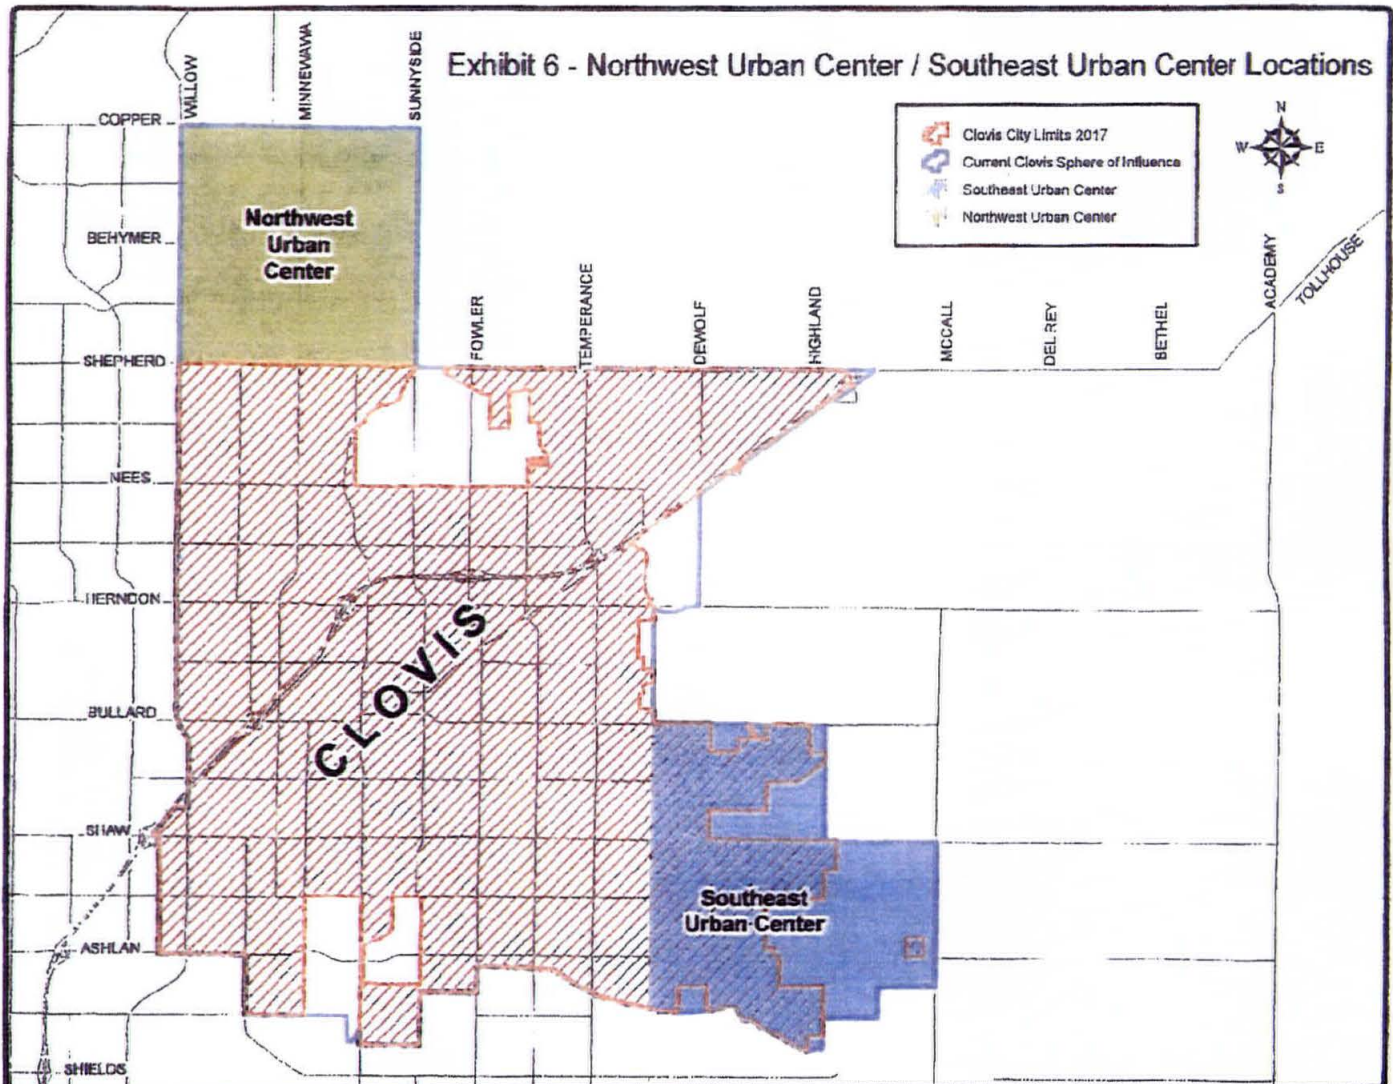 Exhibit 6 - Northwest Urban Center / Southeast Urban Center Locations
WILLOW
MINNEWAWA
SUNNYSIDE
COPPER
Clovis City Limits 2017
Current Clovis Sphere of Influence
Southeast Urban Center
Northwest Urban Center
N
W
E
S
Northwest
Urban
Center
BEHYMER
ACADEMY
TOLLHOUSE
FOWLER
TEMPERANCE
DEWOLF
HIGHLAND
MCCALL
DEL REY
BETHEL
SHEPHERD
NEES
HERNDON
CLOVIS
BULLARD
SHAW
Southeast
Urban Center
ASHLAN
SHIELDS